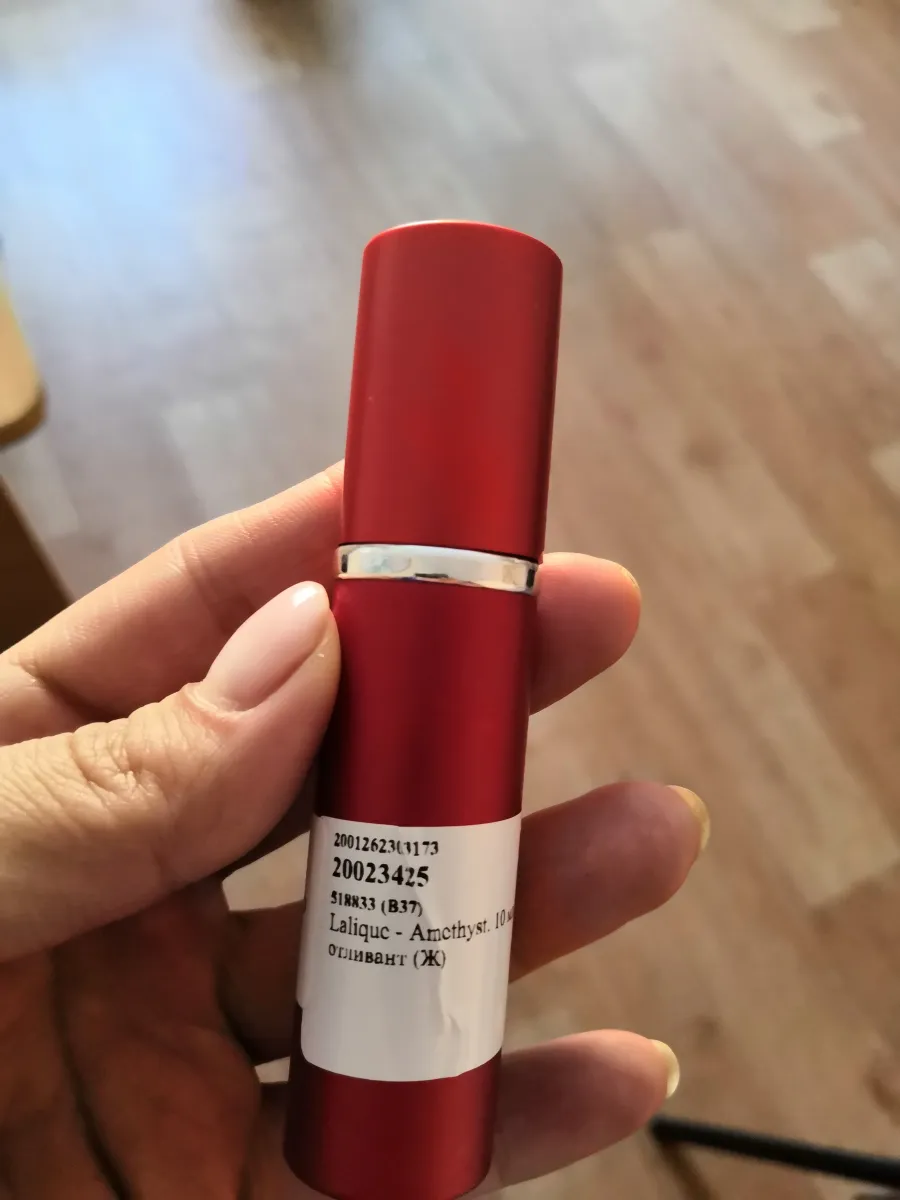 2001262303173
20023425
518833 (B37)
Lalique - Amethyst. 10
отливант (Ж)